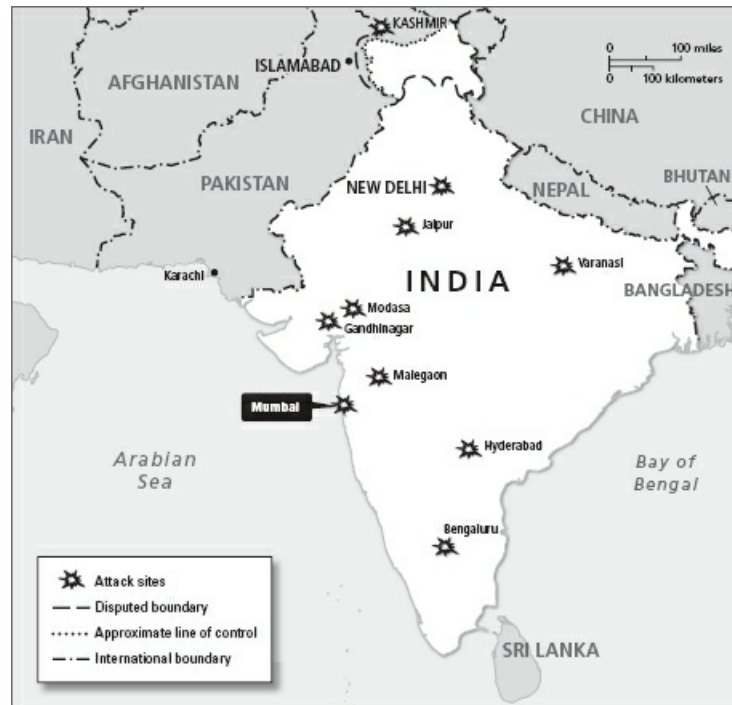 KASHMIR
ISLAMABAD
0 100 miles
0 100 kilometers
AFGHANISTAN
CHINA
IRAN
PAKISTAN
NEW DELHI
NEPAL
BHUTAN
Jaipur
Karachi
INDIA
Varanasi
BANGLADESH
Modasa
Gandhinagar
Malegaon
Mumbai
Arabian
Sea
Hyderabad
Bay of
Bengal
Bengaluru
Attack sites
Disputed boundary
Approximate line of control
International boundary
SRI LANKA